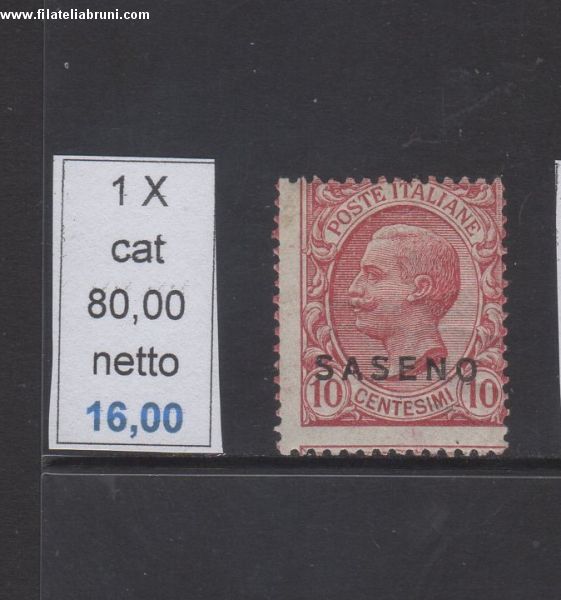 www.filateliabruni.com
1 X
cat
80,00
netto
16,00
POSTE ITALIANE
SASENO
10 CENTESIMI 10